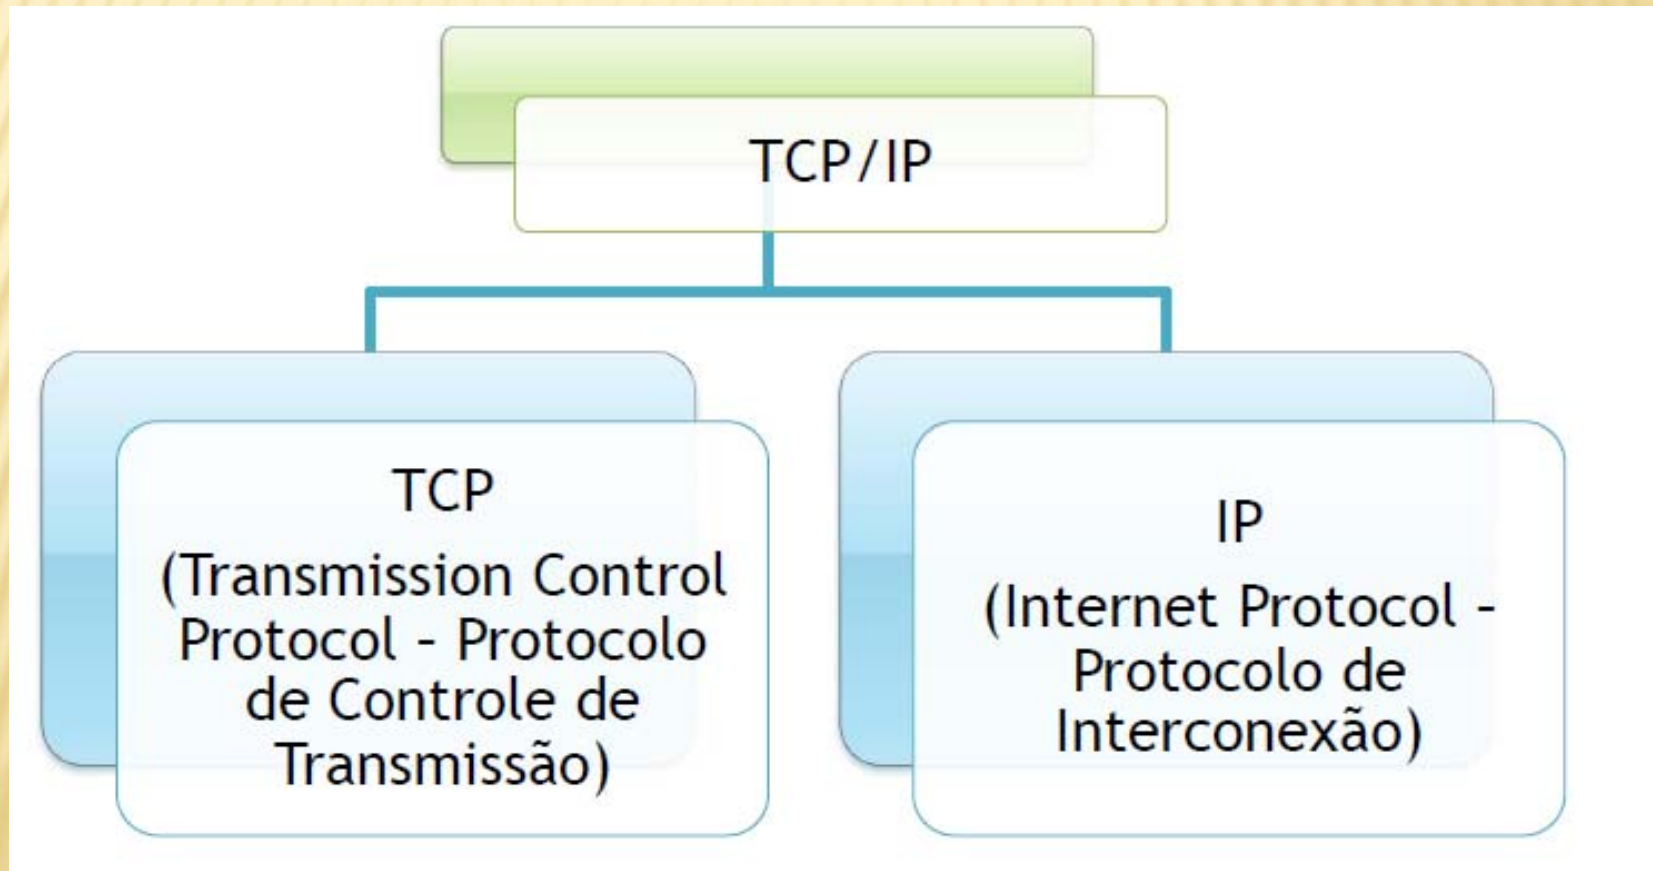 TCP/IP
TCP
(Transmission Control
Protocol – Protocolo
de Controle de
Transmissão)
IP
(Internet Protocol –
Protocolo de
Interconexão)